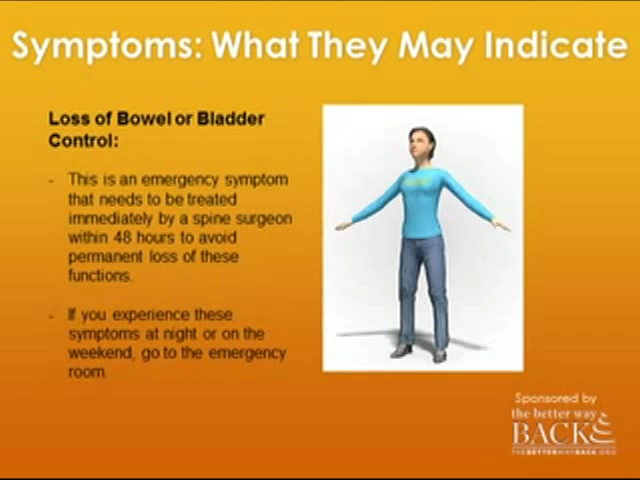 Symptoms: What They May Indicate
Loss of Bowel or Bladder
Control:
- This is an emergency symptom
that needs to be treated
immediately by a spine surgeon
within 48 hours to avoid
permanent loss of these
functions.
- If you experience these
symptoms at night or on the
weekend, go to the emergency
room.
Sponsored by
the better way
BACK
THEBETTERWAYBACK.ORG